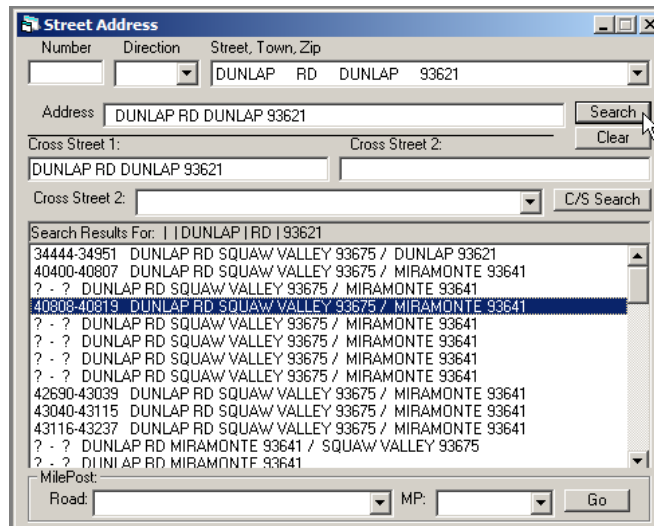 Street Address
Number Direction Street, Town, Zip
DUNLAP RD DUNLAP 93621
Address DUNLAP RD DUNLAP 93621 Search
Clear
Cross Street 1: Cross Street 2:
DUNLAP RD DUNLAP 93621
Cross Street 2: C/S Search
Search Results For: | | DUNLAP | RD | 93621
34444-34951 DUNLAP RD SQUAW VALLEY 93675 / DUNLAP 93621
40400-40807 DUNLAP RD SQUAW VALLEY 93675 / MIRAMONTE 93641
? - ? DUNLAP RD SQUAW VALLEY 93675 / MIRAMONTE 93641
40808-40819 DUNLAP RD SQUAW VALLEY 93675 / MIRAMONTE 93641
? - ? DUNLAP RD SQUAW VALLEY 93675 / MIRAMONTE 93641
? - ? DUNLAP RD SQUAW VALLEY 93675 / MIRAMONTE 93641
? - ? DUNLAP RD SQUAW VALLEY 93675 / MIRAMONTE 93641
? - ? DUNLAP RD SQUAW VALLEY 93675 / MIRAMONTE 93641
42690-43039 DUNLAP RD SQUAW VALLEY 93675 / MIRAMONTE 93641
43040-43115 DUNLAP RD SQUAW VALLEY 93675 / MIRAMONTE 93641
43116-43237 DUNLAP RD SQUAW VALLEY 93675 / MIRAMONTE 93641
? - ? DUNLAP RD MIRAMONTE 93641 / SQUAW VALLEY 93675
? - ? DUNLAP RD MIRAMONTE 93641
MilePost:
Road: MP: Go